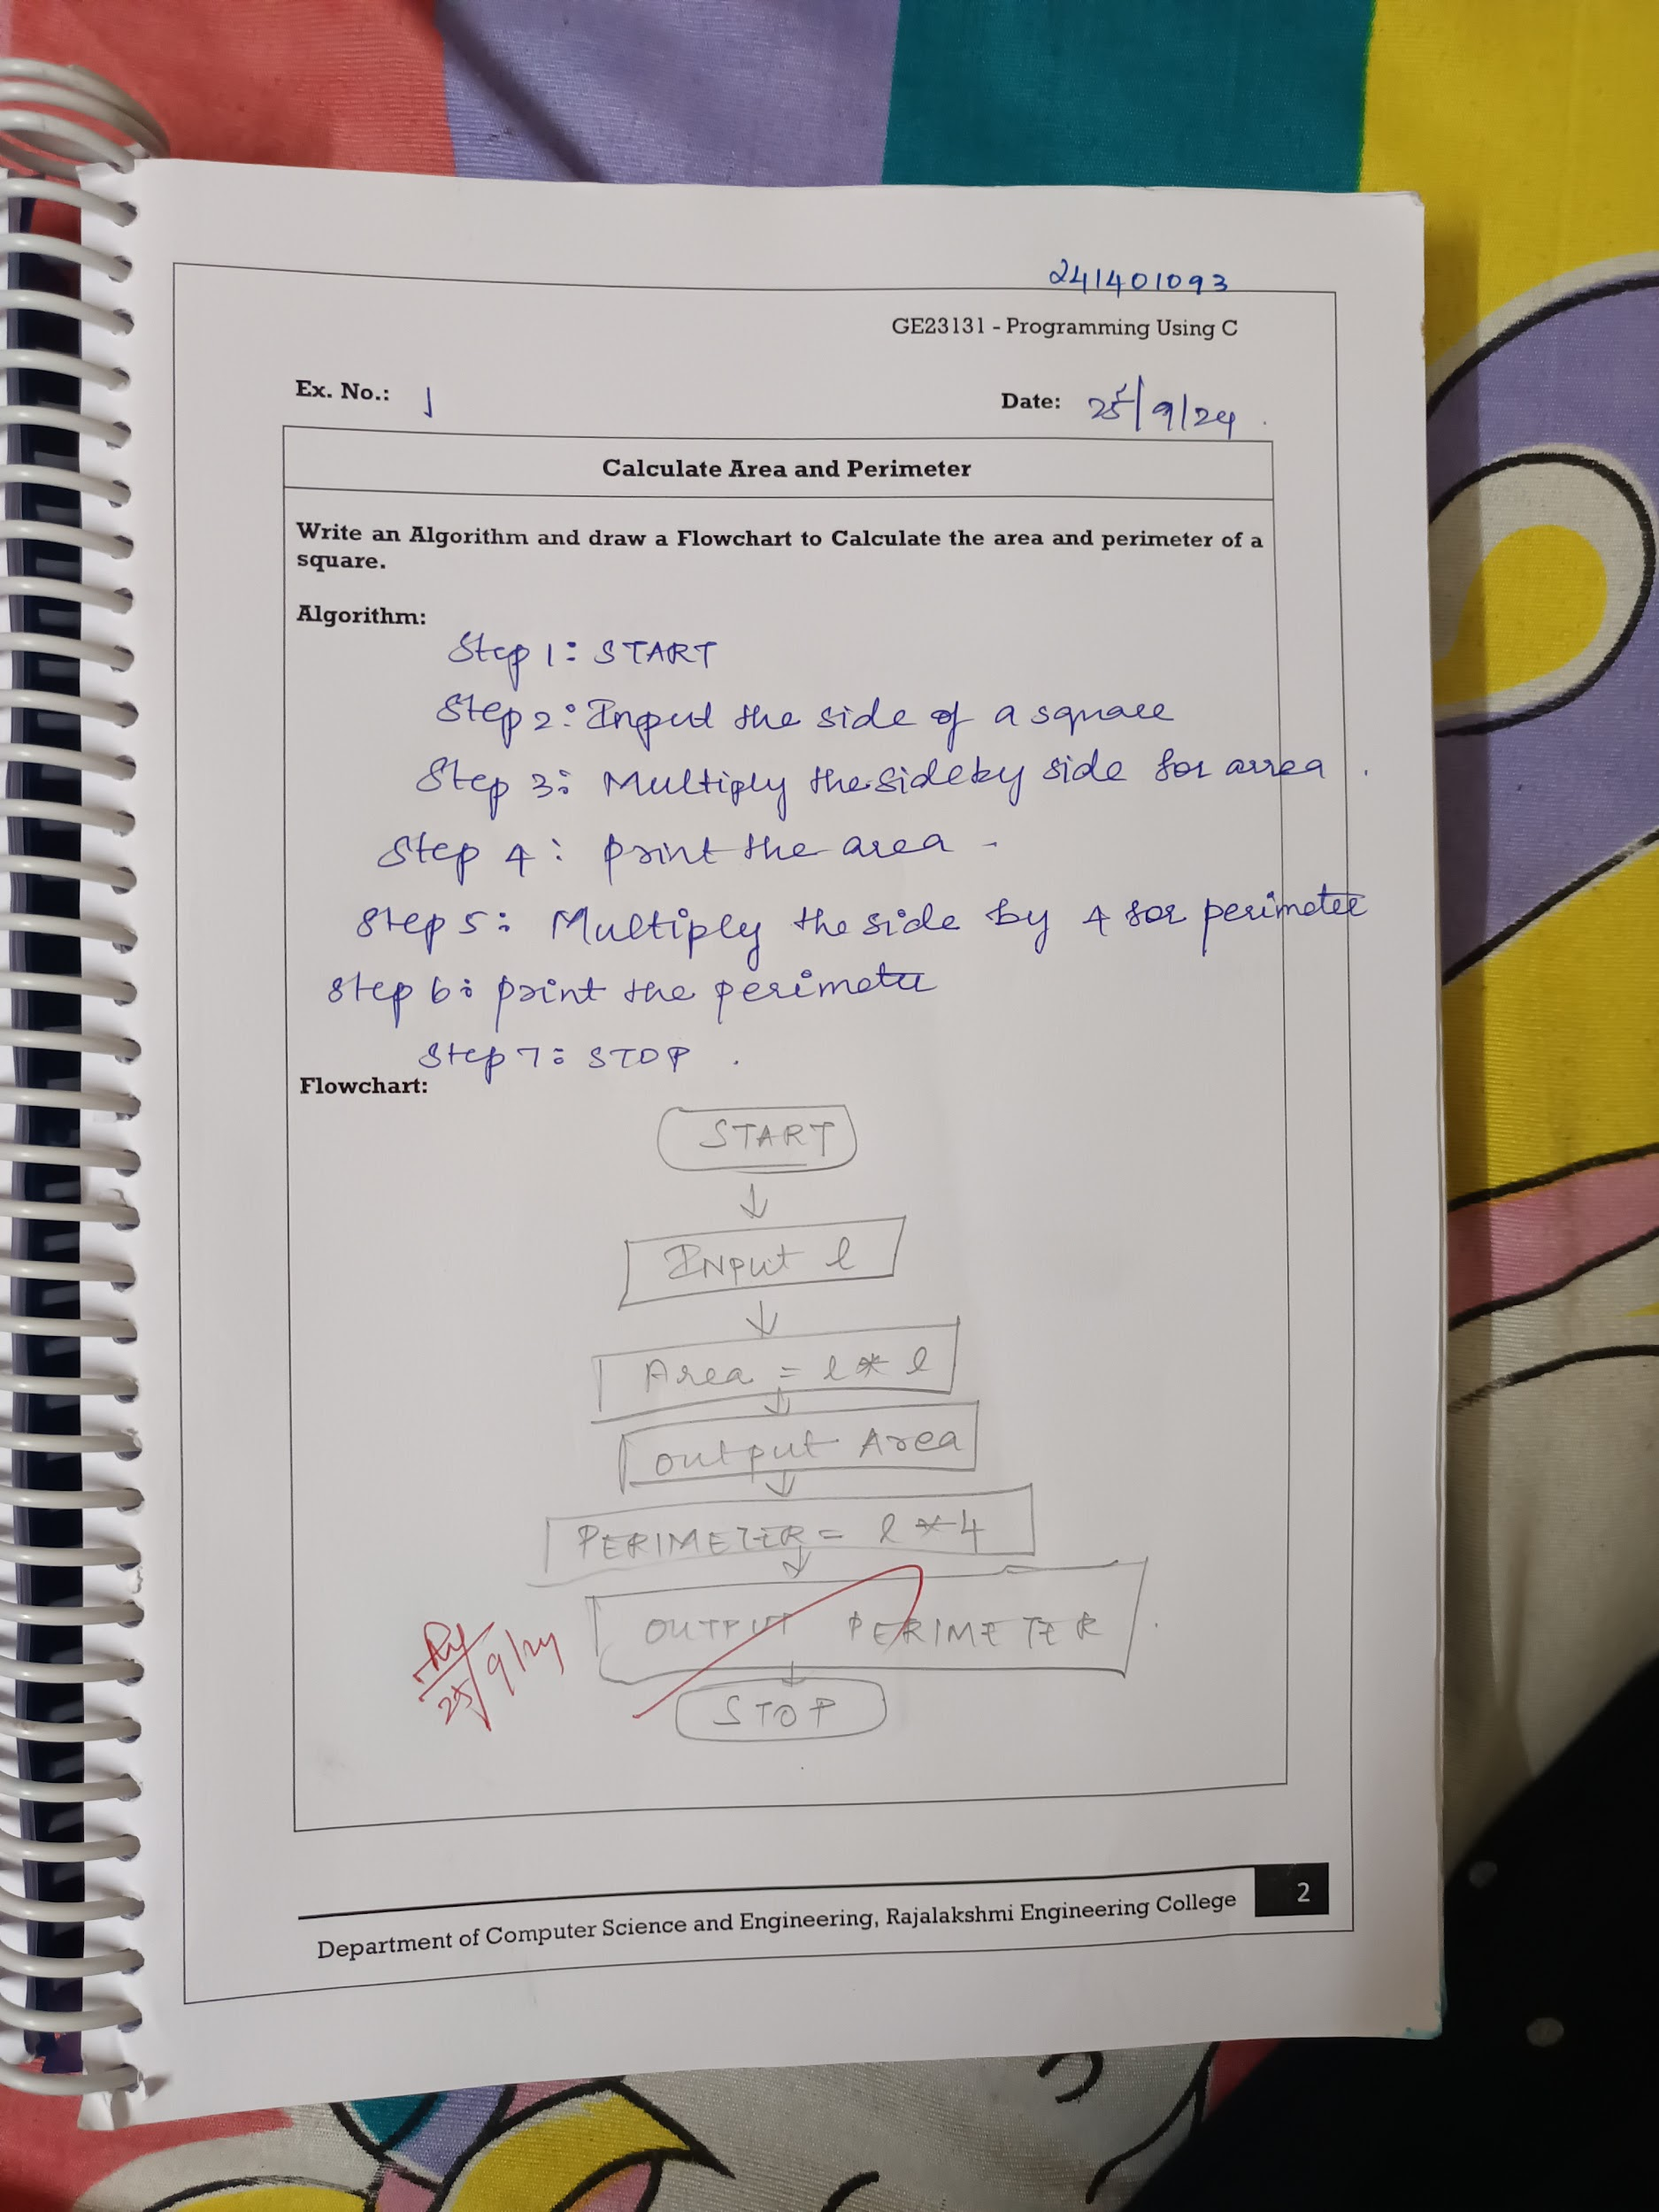 241401093
GE23131 - Programming Using C
Ex. No.: 1
Date: 25/9/24
Calculate Area and Perimeter
Write an Algorithm and draw a Flowchart to Calculate the area and perimeter of a
square.
Algorithm:
Step 1: START
Step 2: Input the side of a square
Step 3: Multiply the side by side for area.
Step 4: print the area.
Step 5: Multiply the side by 4 for perimeter
Step 6: print the perimeter
Step 7: STOP.
Flowchart:
START
INput l
Area = l * l
output Area
PERIMETER = l * 4
OUTPUT PERIMETER
25/9/24
STOP
Department of Computer Science and Engineering, Rajalakshmi Engineering College
2